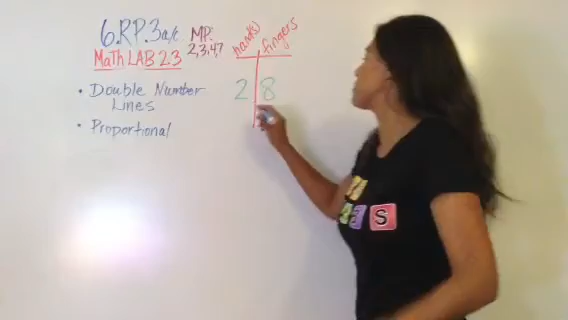 6.RP.3a/c MP.
2,3,4,7
Math LAB 2.3
• Double Number
Lines
• Proportional
hand(s) fingers
2 8
S